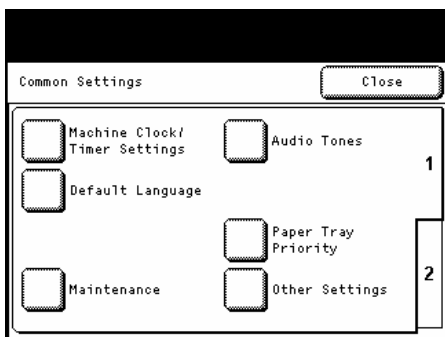 Common Settings
Close
Machine Clock/
Timer Settings
Audio Tones
1
Default Language
Paper Tray
Priority
2
Maintenance
Other Settings